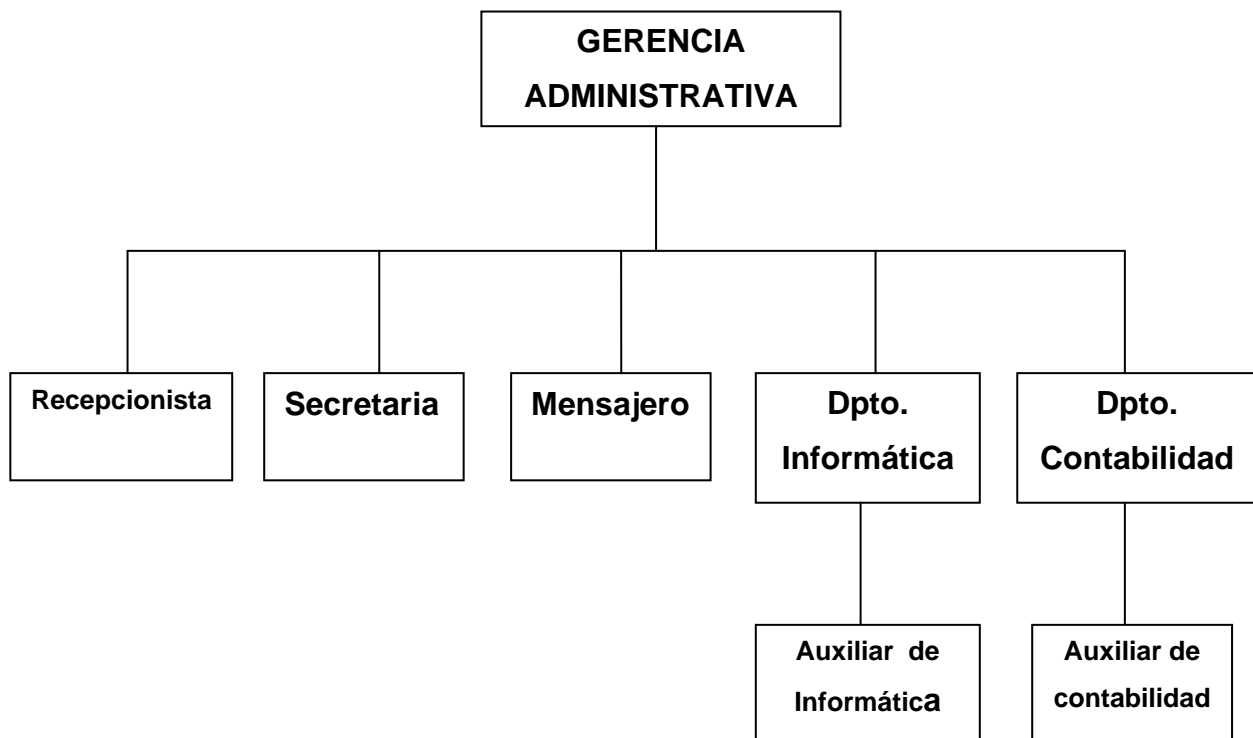 GERENCIA
ADMINISTRATIVA
Recepcionista
Secretaria
Mensajero
Dpto.
Informática
Dpto.
Contabilidad
Auxiliar de
Informática
Auxiliar de
contabilidad